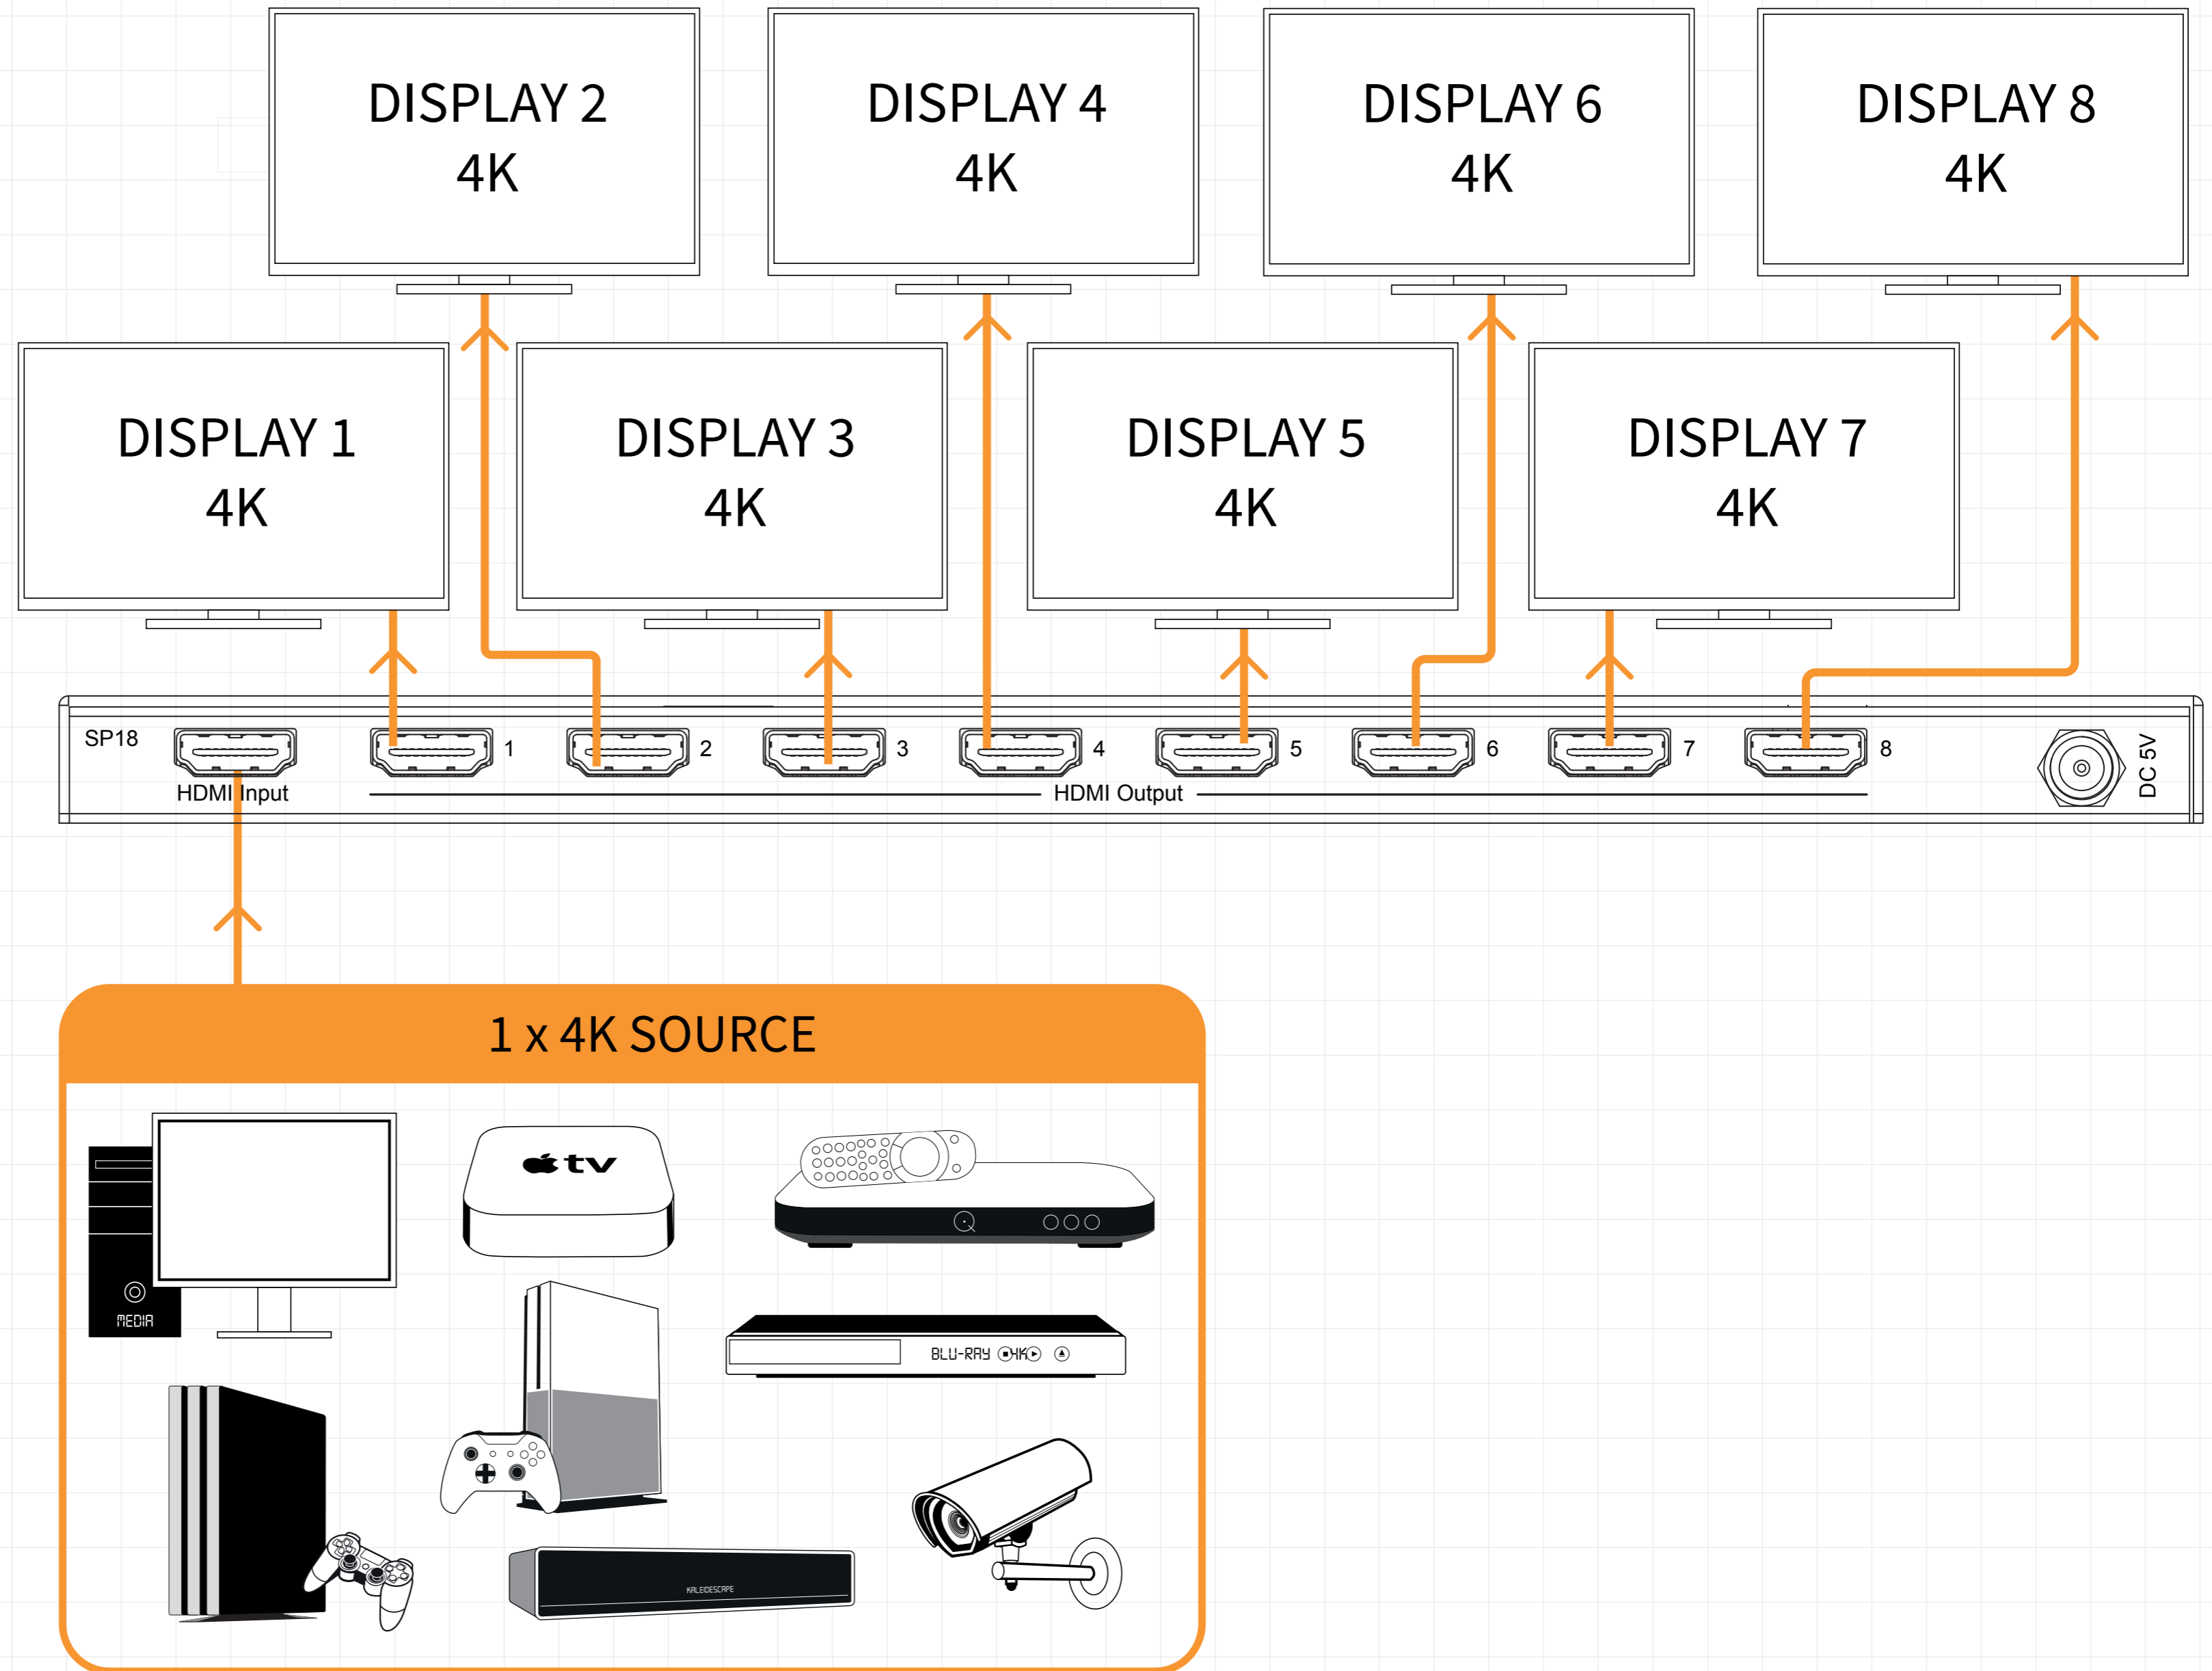 DISPLAY 2
4K
DISPLAY 4
4K
DISPLAY 6
4K
DISPLAY 8
4K
DISPLAY 1
4K
DISPLAY 3
4K
DISPLAY 5
4K
DISPLAY 7
4K
SP18
1
2
3
4
5
6
7
8
DC 5V
HDMI Input
HDMI Output
1 x 4K SOURCE
tv
MEDIA
BLU-RAY 4K
KALEIDESCAPE